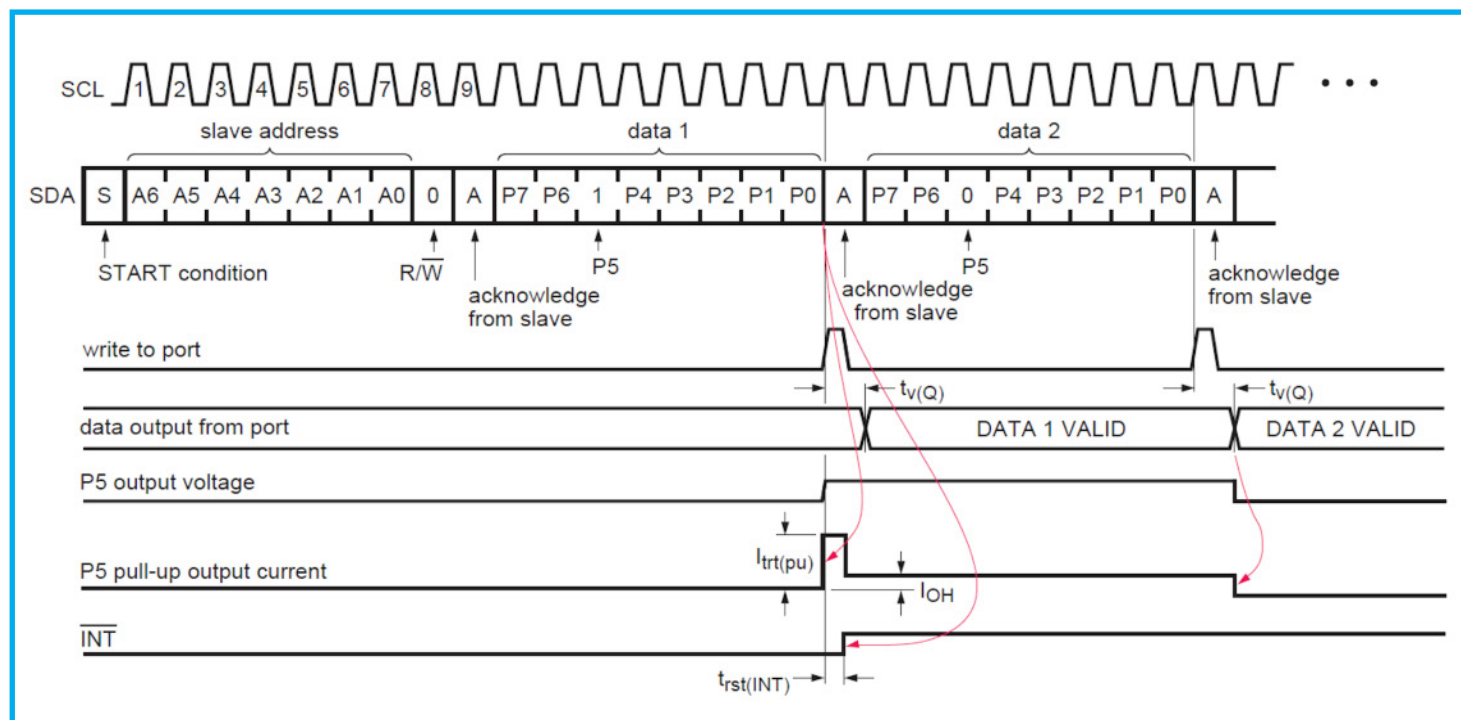 SCL 1 2 3 4 5 6 7 8 9
slave address data 1 data 2
SDA S A6 A5 A4 A3 A2 A1 A0 0 A P7 P6 1 P4 P3 P2 P1 P0 A P7 P6 0 P4 P3 P2 P1 P0 A
START condition R/W̅ acknowledge from slave P5 acknowledge from slave P5 acknowledge from slave
write to port
tv(Q) tv(Q)
data output from port DATA 1 VALID DATA 2 VALID
P5 output voltage
Itrt(pu)
P5 pull-up output current IOH
I̅N̅T̅
trst(INT)